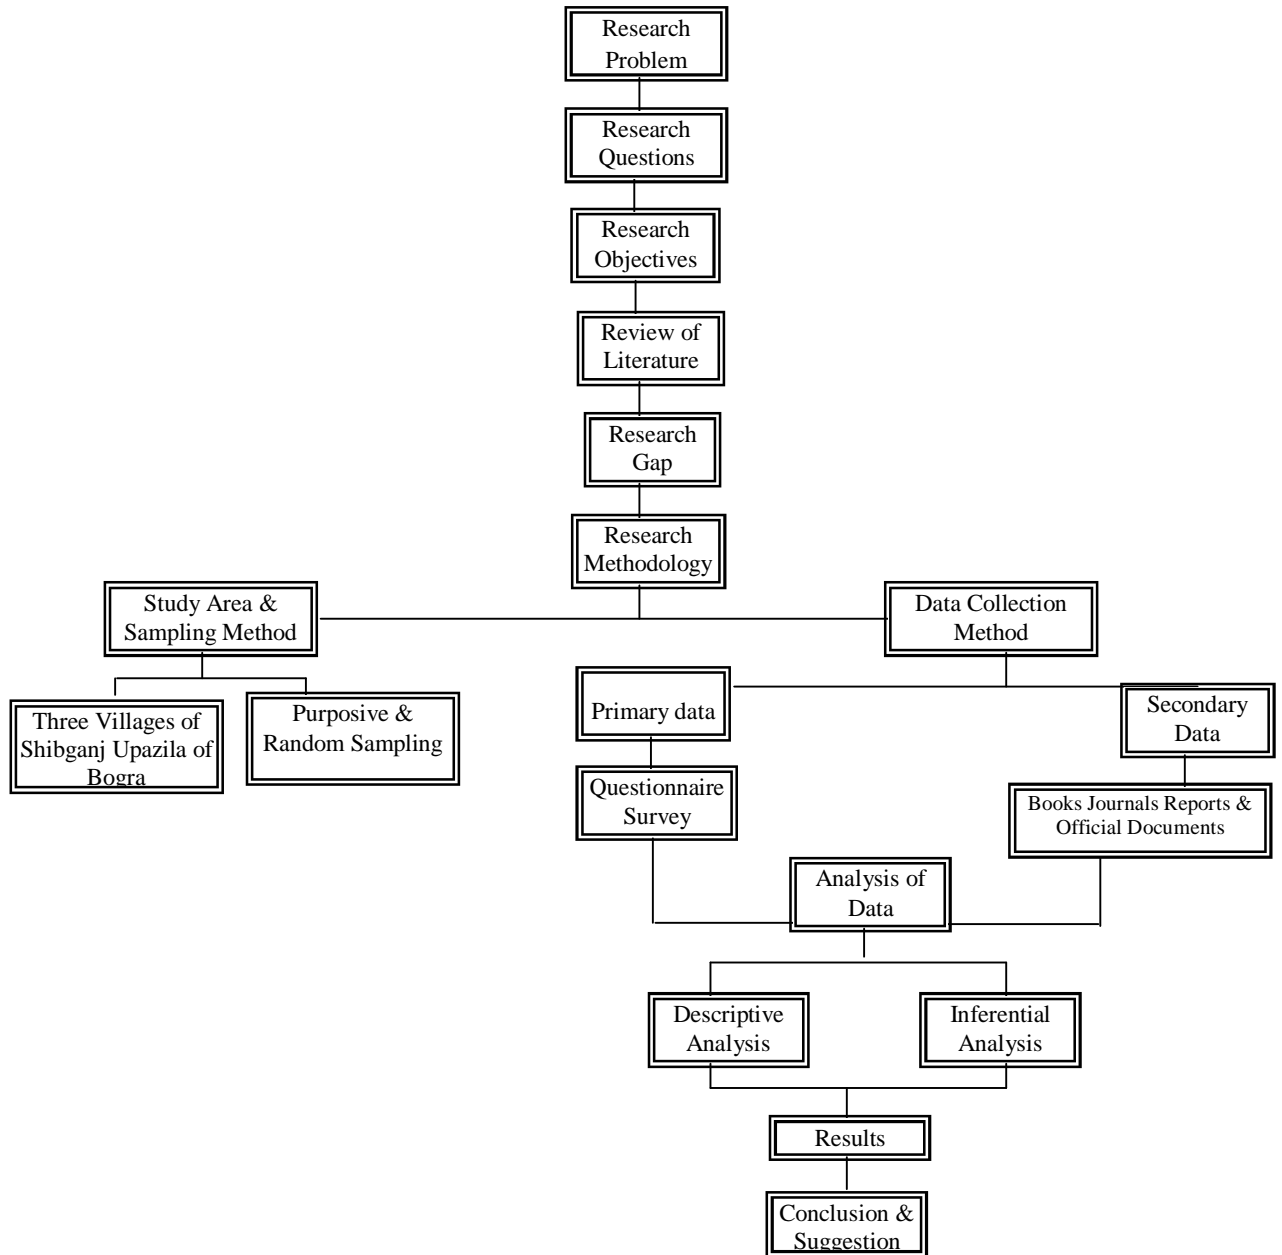 Research
Problem
Research
Questions
Research
Objectives
Review of
Literature
Research
Gap
Research
Methodology
Study Area &
Sampling Method
Data Collection
Method
Three Villages of
Shibganj Upazila of
Bogra
Purposive &
Random Sampling
Primary data
Secondary
Data
Questionnaire
Survey
Books Journals Reports &
Official Documents
Analysis of
Data
Descriptive
Analysis
Inferential
Analysis
Results
Conclusion &
Suggestion